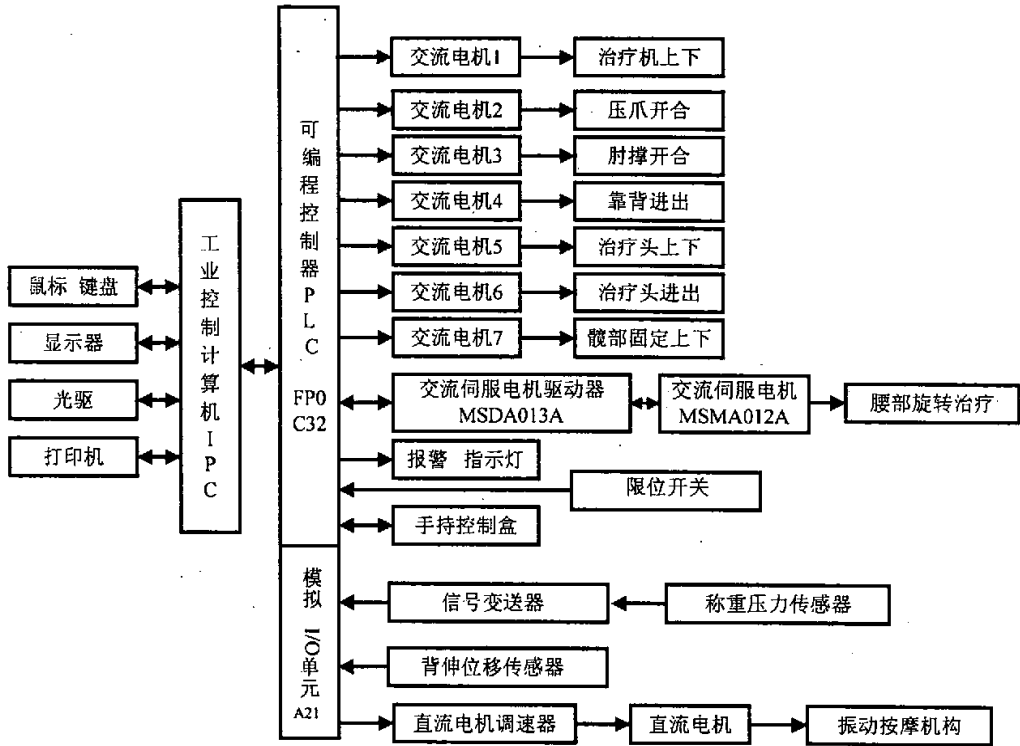 鼠标 键盘
显示器
光驱
打印机
工业控制计算机IPC
可编程控制器PLC
FP0
C32
模拟
I/O单元
A21
交流电机1
治疗机上下
交流电机2
压爪开合
交流电机3
肘撑开合
交流电机4
靠背进出
交流电机5
治疗头上下
交流电机6
治疗头进出
交流电机7
髋部固定上下
交流伺服电机驱动器
MSDA013A
交流伺服电机
MSMA012A
腰部旋转治疗
报警 指示灯
限位开关
手持控制盒
信号变送器
称重压力传感器
背伸位移传感器
直流电机调速器
直流电机
振动按摩机构